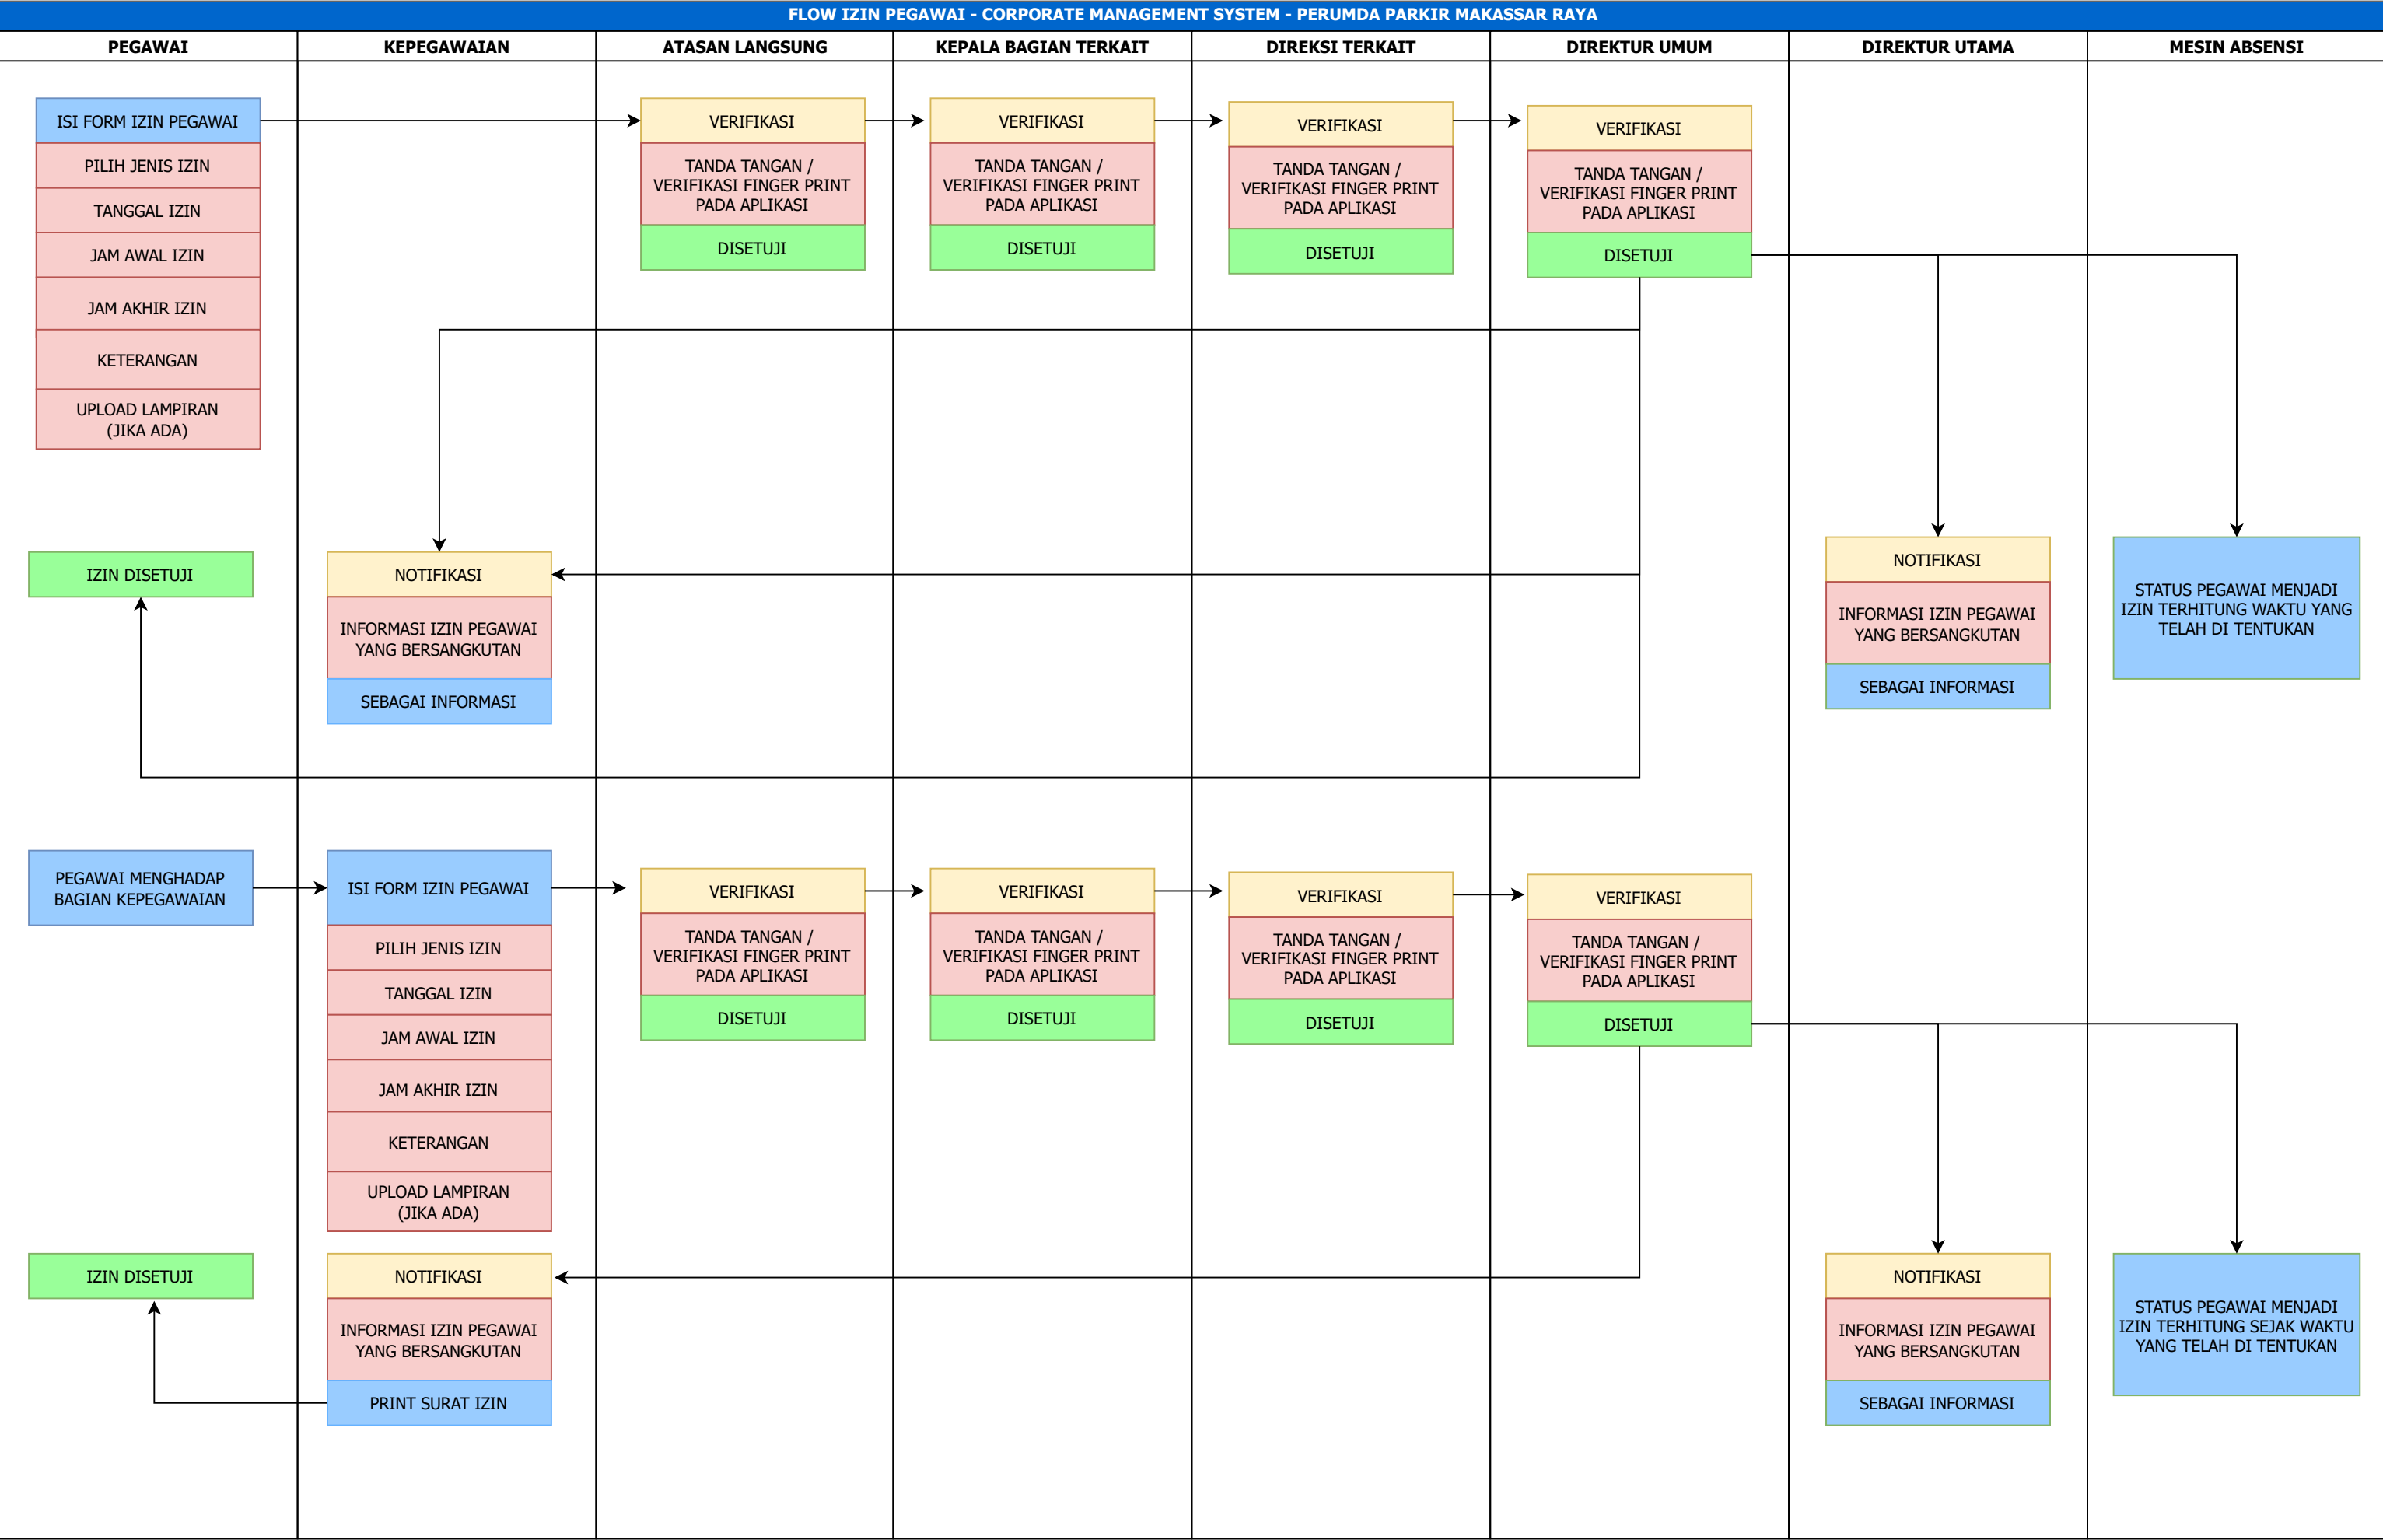 FLOW IZIN PEGAWAI - CORPORATE MANAGEMENT SYSTEM - PERUMDA PARKIR MAKASSAR RAYA
PEGAWAI
KEPEGAWAIAN
ATASAN LANGSUNG
KEPALA BAGIAN TERKAIT
DIREKSI TERKAIT
DIREKTUR UMUM
DIREKTUR UTAMA
MESIN ABSENSI
ISI FORM IZIN PEGAWAI
PILIH JENIS IZIN
TANGGAL IZIN
JAM AWAL IZIN
JAM AKHIR IZIN
KETERANGAN
UPLOAD LAMPIRAN
(JIKA ADA)
VERIFIKASI
TANDA TANGAN /
VERIFIKASI FINGER PRINT
PADA APLIKASI
DISETUJI
VERIFIKASI
TANDA TANGAN /
VERIFIKASI FINGER PRINT
PADA APLIKASI
DISETUJI
VERIFIKASI
TANDA TANGAN /
VERIFIKASI FINGER PRINT
PADA APLIKASI
DISETUJI
VERIFIKASI
TANDA TANGAN /
VERIFIKASI FINGER PRINT
PADA APLIKASI
DISETUJI
IZIN DISETUJI
NOTIFIKASI
INFORMASI IZIN PEGAWAI
YANG BERSANGKUTAN
SEBAGAI INFORMASI
NOTIFIKASI
INFORMASI IZIN PEGAWAI
YANG BERSANGKUTAN
SEBAGAI INFORMASI
STATUS PEGAWAI MENJADI
IZIN TERHITUNG WAKTU YANG
TELAH DI TENTUKAN
PEGAWAI MENGHADAP
BAGIAN KEPEGAWAIAN
ISI FORM IZIN PEGAWAI
PILIH JENIS IZIN
TANGGAL IZIN
JAM AWAL IZIN
JAM AKHIR IZIN
KETERANGAN
UPLOAD LAMPIRAN
(JIKA ADA)
VERIFIKASI
TANDA TANGAN /
VERIFIKASI FINGER PRINT
PADA APLIKASI
DISETUJI
VERIFIKASI
TANDA TANGAN /
VERIFIKASI FINGER PRINT
PADA APLIKASI
DISETUJI
VERIFIKASI
TANDA TANGAN /
VERIFIKASI FINGER PRINT
PADA APLIKASI
DISETUJI
VERIFIKASI
TANDA TANGAN /
VERIFIKASI FINGER PRINT
PADA APLIKASI
DISETUJI
IZIN DISETUJI
NOTIFIKASI
INFORMASI IZIN PEGAWAI
YANG BERSANGKUTAN
PRINT SURAT IZIN
NOTIFIKASI
INFORMASI IZIN PEGAWAI
YANG BERSANGKUTAN
SEBAGAI INFORMASI
STATUS PEGAWAI MENJADI
IZIN TERHITUNG SEJAK WAKTU
YANG TELAH DI TENTUKAN